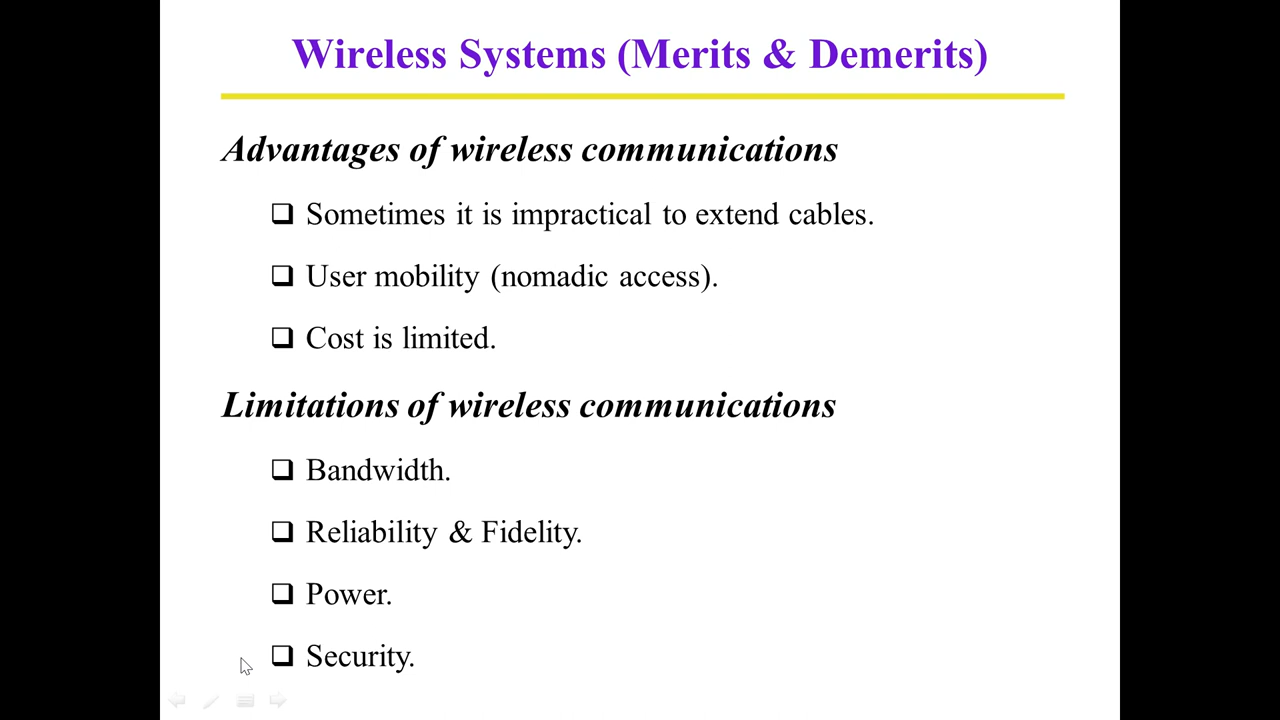 Wireless Systems (Merits & Demerits)
Advantages of wireless communications
❑ Sometimes it is impractical to extend cables.
❑ User mobility (nomadic access).
❑ Cost is limited.
Limitations of wireless communications
❑ Bandwidth.
❑ Reliability & Fidelity.
❑ Power.
❑ Security.